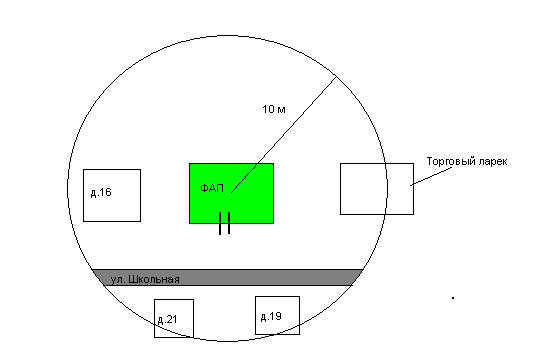 10 м
Торговый ларек
ФАП
д.16
ул. Школьная
д.21
д.19